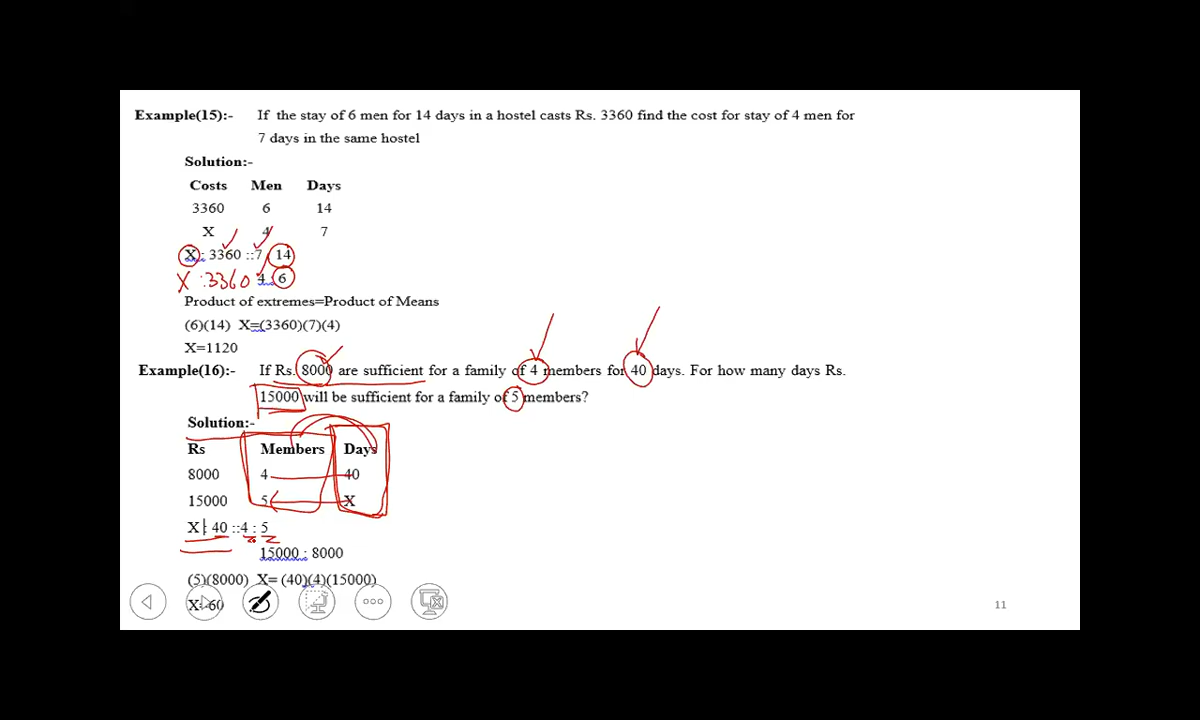 Example(15):- If the stay of 6 men for 14 days in a hostel casts Rs. 3360 find the cost for stay of 4 men for
7 days in the same hostel
Solution:-
Costs Men Days
3360 6 14
X 4 7
X: 3360 ::7 14
X :3360 4: 6
Product of extremes=Product of Means
(6)(14) X=(3360)(7)(4)
X=1120
Example(16):- If Rs. 8000 are sufficient for a family of 4 members for 40 days. For how many days Rs.
15000 will be sufficient for a family of 5 members?
Solution:-
Rs Members Days
8000 4 40
15000 5 X
X : 40 ::4 : 5
15000 : 8000
(5)(8000) X= (40)(4)(15000)
X=60
11